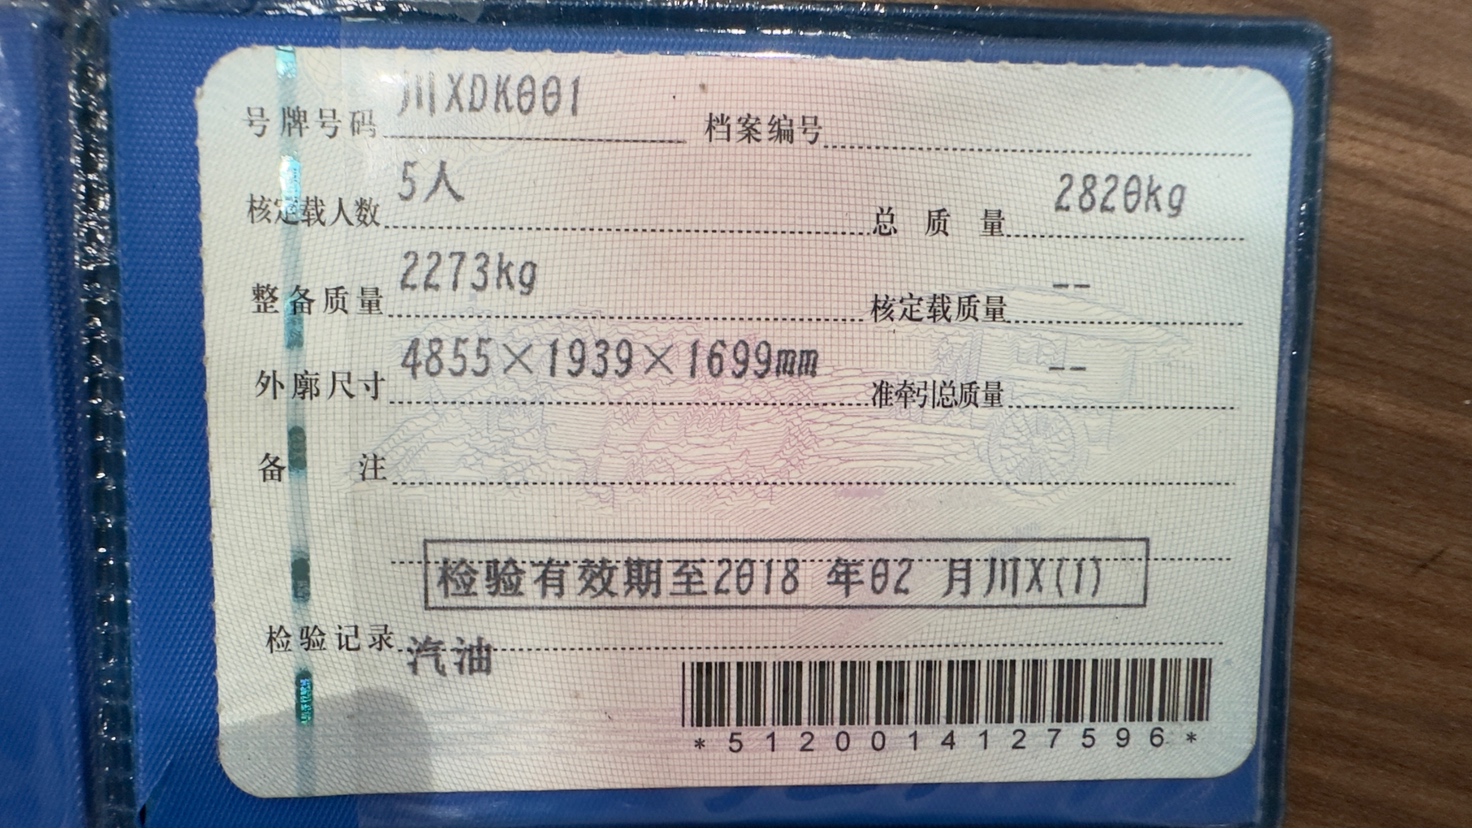 号牌号码 川XDK001 档案编号
核定载人数 5人 总质量 2820kg
整备质量 2273kg 核定载质量 --
外廓尺寸 4855×1939×1699mm 准牵引总质量 --
备注
检验有效期至2018 年02 月川X(1)
检验记录 汽油
*5120014127596*